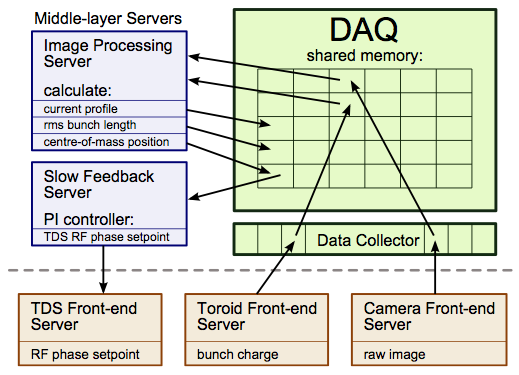 Middle-layer Servers
Image Processing
Server
calculate:
current profile
rms bunch length
centre-of-mass position
Slow Feedback
Server
PI controller:
TDS RF phase setpoint
DAQ
shared memory:
Data Collector
TDS Front-end
Server
RF phase setpoint
Toroid Front-end
Server
bunch charge
Camera Front-end
Server
raw image